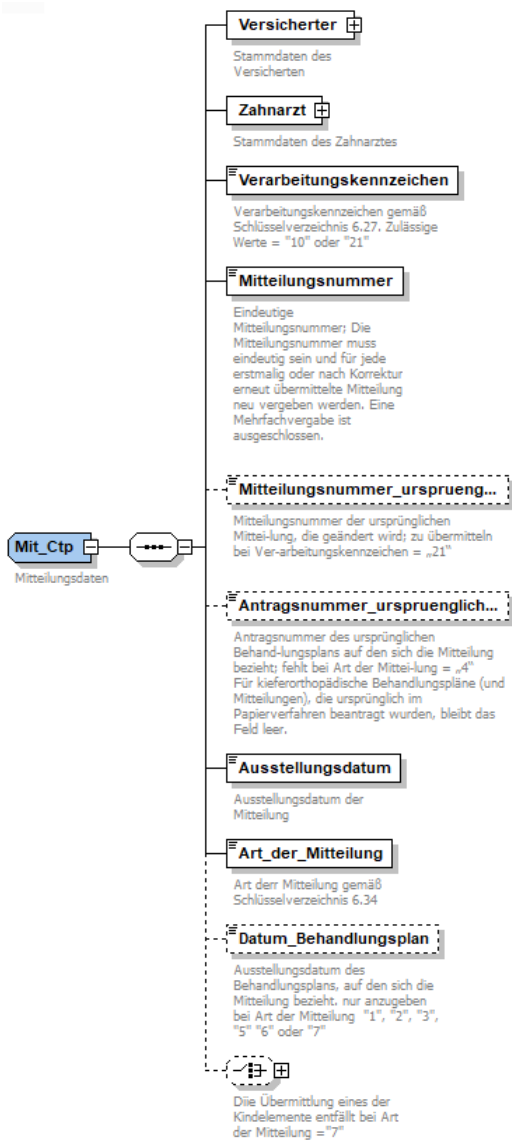 Versicherter
Stammdaten des
Versicherten
Zahnarzt
Stammdaten des Zahnarztes
Verarbeitungskennzeichen
Verarbeitungskennzeichen gemäß
Schlüsselverzeichnis 6.27. Zulässige
Werte = "10" oder "21"
Mitteilungsnummer
Eindeutige
Mitteilungsnummer; Die
Mitteilungsnummer muss
eindeutig sein und für jede
erstmalig oder nach Korrektur
erneut übermittelte Mitteilung
neu vergeben werden. Eine
Mehrfachvergabe ist
ausgeschlossen.
Mitteilungsnummer_ursprueng...
Mitteilungsnummer der ursprünglichen
Mittei-lung, die geändert wird; zu übermitteln
bei Ver-arbeitungskennzeichen = „21“
Mit_Ctp
Mitteilungsdaten
Antragsnummer_urspruenglich...
Antragsnummer des ursprünglichen
Behand-lungsplans auf den sich die Mitteilung
bezieht; fehlt bei Art der Mittei-lung = „4“
Für kieferorthopädische Behandlungspläne (und
Mitteilungen), die ursprünglich im
Papierverfahren beantragt wurden, bleibt das
Feld leer.
Ausstellungsdatum
Ausstellungsdatum der
Mitteilung
Art_der_Mitteilung
Art derr Mitteilung gemäß
Schlüsselverzeichnis 6.34
Datum_Behandlungsplan
Ausstellungsdatum des
Behandlungsplans, auf den sich die
Mitteilung bezieht. nur anzugeben
bei Art der Mitteilung "1", "2", "3",
"5" "6" oder "7"
Diie Übermittlung eines der
Kindelemente entfällt bei Art
der Mitteilung ="7"